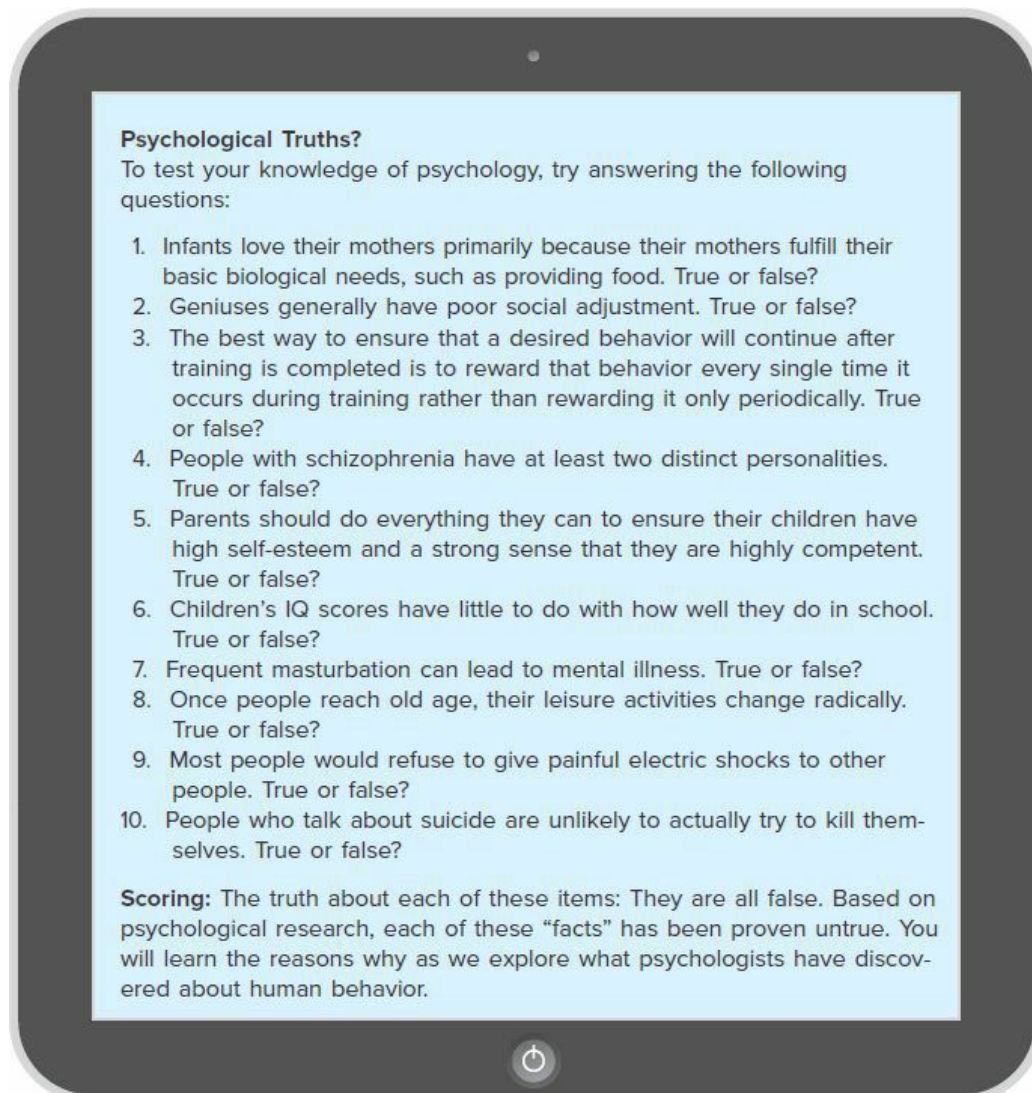 Psychological Truths?
To test your knowledge of psychology, try answering the following
questions:
1. Infants love their mothers primarily because their mothers fulfill their
basic biological needs, such as providing food. True or false?
2. Geniuses generally have poor social adjustment. True or false?
3. The best way to ensure that a desired behavior will continue after
training is completed is to reward that behavior every single time it
occurs during training rather than rewarding it only periodically. True
or false?
4. People with schizophrenia have at least two distinct personalities.
True or false?
5. Parents should do everything they can to ensure their children have
high self-esteem and a strong sense that they are highly competent.
True or false?
6. Children’s IQ scores have little to do with how well they do in school.
True or false?
7. Frequent masturbation can lead to mental illness. True or false?
8. Once people reach old age, their leisure activities change radically.
True or false?
9. Most people would refuse to give painful electric shocks to other
people. True or false?
10. People who talk about suicide are unlikely to actually try to kill them-
selves. True or false?
Scoring: The truth about each of these items: They are all false. Based on
psychological research, each of these “facts” has been proven untrue. You
will learn the reasons why as we explore what psychologists have discov-
ered about human behavior.